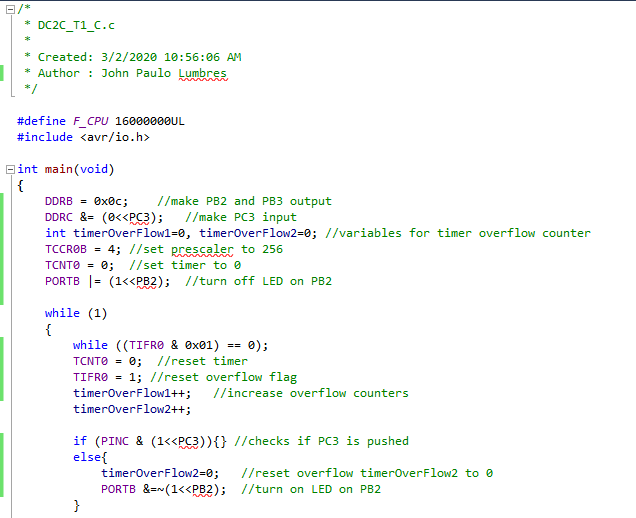 /*
 * DC2C_T1_C.c
 *
 * Created: 3/2/2020 10:56:06 AM
 * Author : John Paulo Lumbres
 */

#define F_CPU 16000000UL
#include <avr/io.h>

int main(void)
{
    DDRB = 0x0c;    //make PB2 and PB3 output
    DDRC &= (0<<PC3);   //make PC3 input
    int timerOverFlow1=0, timerOverFlow2=0; //variables for timer overflow counter
    TCCR0B = 4; //set prescaler to 256
    TCNT0 = 0;  //set timer to 0
    PORTB |= (1<<PB2);  //turn off LED on PB2

    while (1)
    {
        while ((TIFR0 & 0x01) == 0);
        TCNT0 = 0;  //reset timer
        TIFR0 = 1; //reset overflow flag
        timerOverFlow1++;   //increase overflow counters
        timerOverFlow2++;

        if (PINC & (1<<PC3)){} //checks if PC3 is pushed
        else{
            timerOverFlow2=0;   //reset overflow timerOverFlow2 to 0
            PORTB &=~(1<<PB2);  //turn on LED on PB2
        }